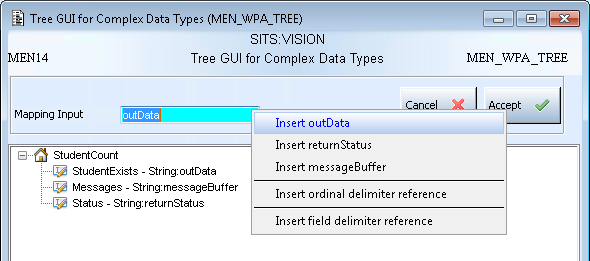 Tree GUI for Complex Data Types (MEN_WPA_TREE)
SITS:VISION
MEN14 Tree GUI for Complex Data Types MEN_WPA_TREE
Mapping Input outData Cancel Accept
Insert outData
Insert returnStatus
Insert messageBuffer
Insert ordinal delimiter reference
Insert field delimiter reference
StudentCount
StudentExists - String:outData
Messages - String:messageBuffer
Status - String:returnStatus